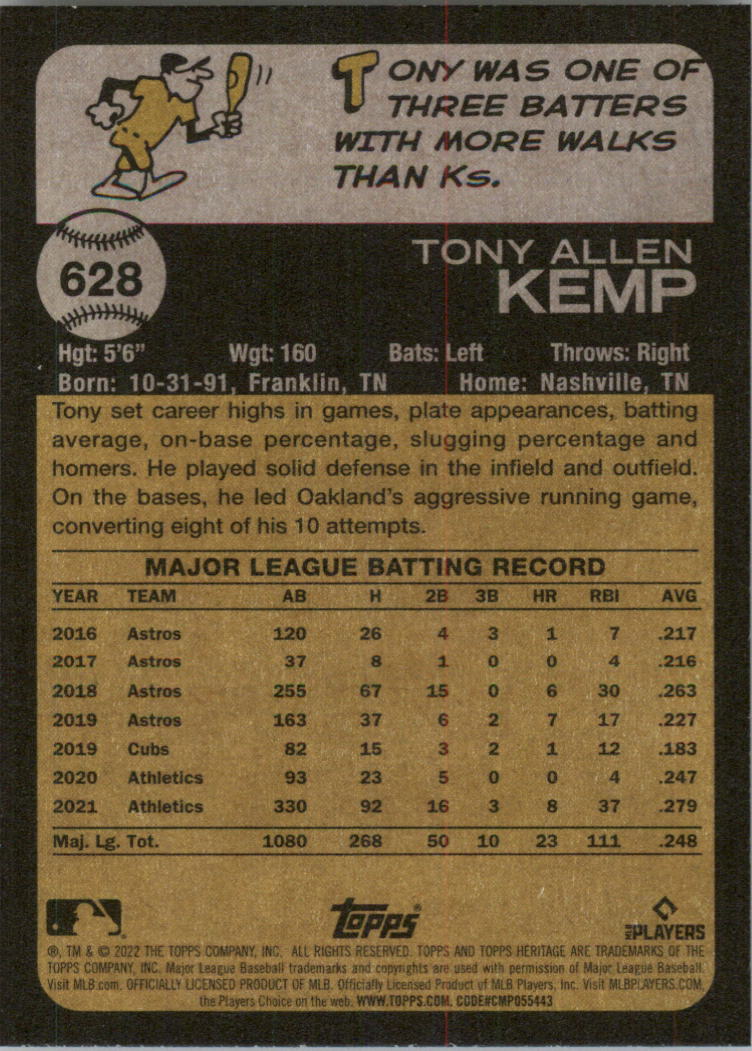 TONY WAS ONE OF
THREE BATTERS
WITH MORE WALKS
THAN Ks.
628
TONY ALLEN
KEMP
Hgt: 5'6" Wgt: 160 Bats: Left Throws: Right
Born: 10-31-91, Franklin, TN Home: Nashville, TN
Tony set career highs in games, plate appearances, batting
average, on-base percentage, slugging percentage and
homers. He played solid defense in the infield and outfield.
On the bases, he led Oakland's aggressive running game,
converting eight of his 10 attempts.
MAJOR LEAGUE BATTING RECORD
YEAR TEAM AB H 2B 3B HR RBI AVG
2016 Astros 120 26 4 3 1 7 .217
2017 Astros 37 8 1 0 0 4 .216
2018 Astros 255 67 15 0 6 30 .263
2019 Astros 163 37 6 2 7 17 .227
2019 Cubs 82 15 3 2 1 12 .183
2020 Athletics 93 23 5 0 0 4 .247
2021 Athletics 330 92 16 3 8 37 .279
Maj. Lg. Tot. 1080 268 50 10 23 111 .248
Topps
MLB PLAYERS
®, TM & © 2022 THE TOPPS COMPANY, INC. ALL RIGHTS RESERVED. TOPPS AND TOPPS HERITAGE ARE TRADEMARKS OF THE
TOPPS COMPANY, INC. Major League Baseball trademarks and copyrights are used with permission of Major League Baseball.
Visit MLB.com. OFFICIALLY LICENSED PRODUCT OF MLB. Officially Licensed Product of MLB Players, Inc. Visit MLBPLAYERS.COM,
the Players Choice on the web. WWW.TOPPS.COM. CODE#CMP055443